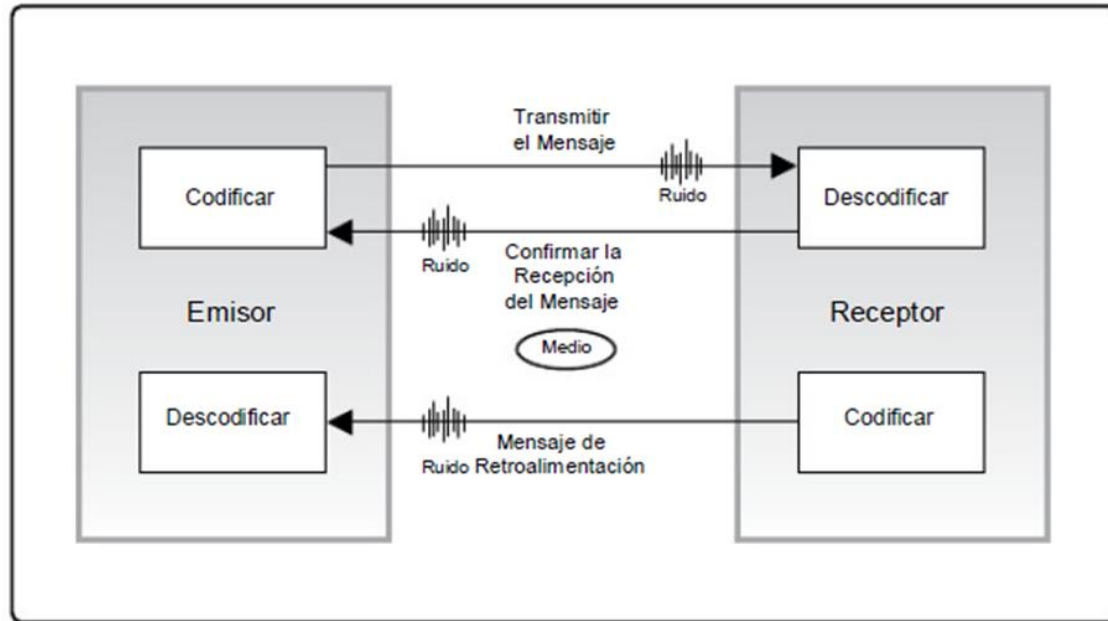 Transmitir
el Mensaje
Codificar
Ruido
Descodificar
Ruido
Confirmar la
Recepción
del Mensaje
Emisor
Receptor
Medio
Descodificar
Codificar
Ruido
Mensaje de
Retroalimentación